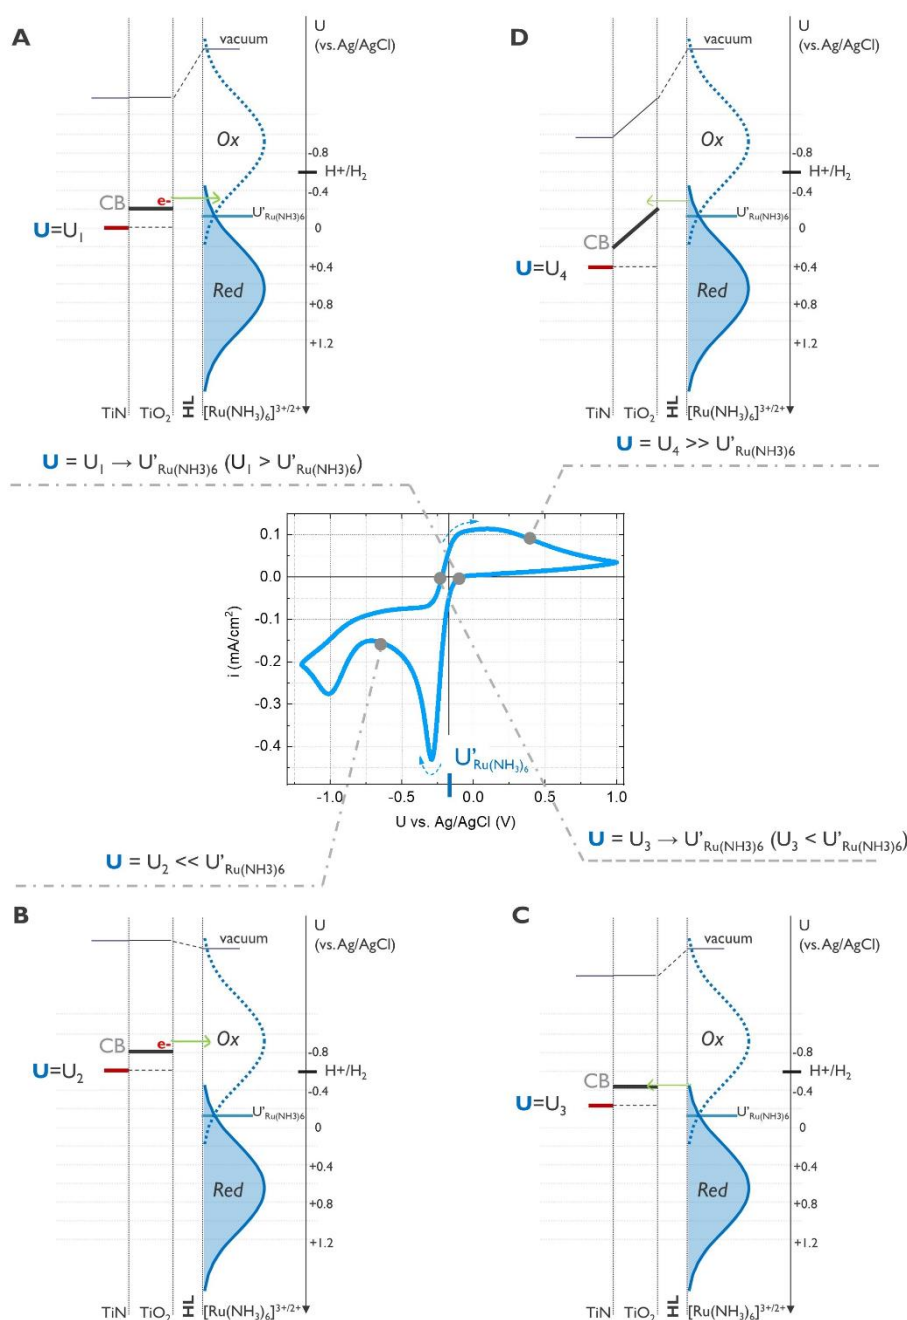 A
vacuum
U
(vs. Ag/AgCl)
Ox
-0.8
H+/H₂
-0.4
CB
e-
U'Ru(NH3)6
0
U=U₁
+0.4
Red
+0.8
+1.2
TiN
TiO₂
HL
[Ru(NH₃)₆]³⁺/²⁺
D
vacuum
U
(vs. Ag/AgCl)
Ox
-0.8
H+/H₂
-0.4
U'Ru(NH3)6
0
CB
U=U₄
+0.4
Red
+0.8
+1.2
TiN
TiO₂
HL
[Ru(NH₃)₆]³⁺/²⁺
U = U₁ → U'Ru(NH3)6 (U₁ > U'Ru(NH3)6)
U = U₄ >> U'Ru(NH3)6
0.1
0.0
-0.1
-0.2
-0.3
-0.4
i (mA/cm²)
U'Ru(NH₃)₆
-1.0
-0.5
0.0
0.5
1.0
U vs. Ag/AgCl (V)
U = U₂ << U'Ru(NH3)6
U = U₃ → U'Ru(NH3)6 (U₃ < U'Ru(NH3)6)
B
vacuum
U
(vs. Ag/AgCl)
Ox
CB
e-
-0.8
H+/H₂
U=U₂
-0.4
U'Ru(NH3)6
0
+0.4
Red
+0.8
+1.2
TiN
TiO₂
HL
[Ru(NH₃)₆]³⁺/²⁺
C
vacuum
U
(vs. Ag/AgCl)
Ox
-0.8
H+/H₂
CB
-0.4
U=U₃
U'Ru(NH3)6
0
+0.4
Red
+0.8
+1.2
TiN
TiO₂
HL
[Ru(NH₃)₆]³⁺/²⁺